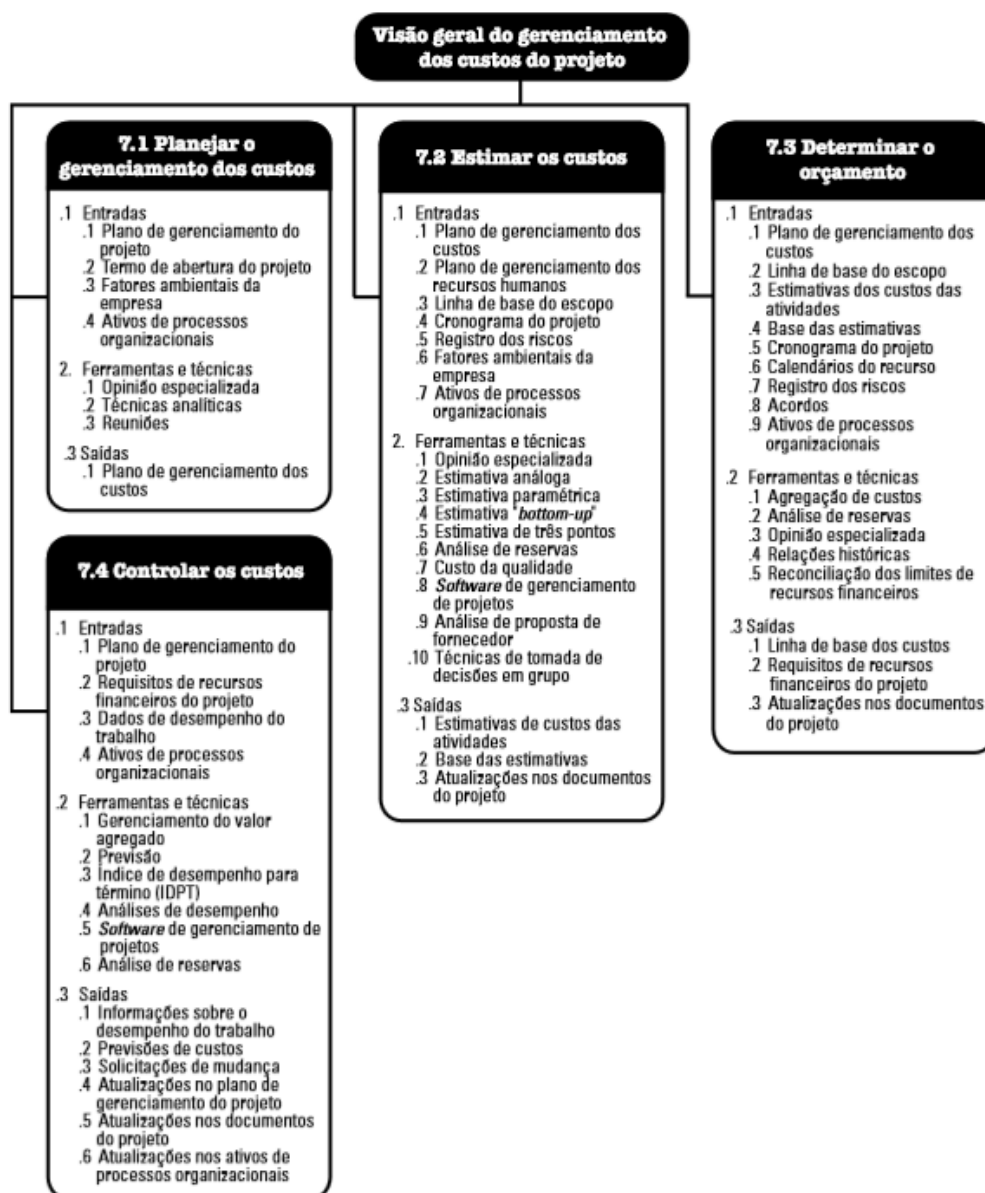 Visão geral do gerenciamento
dos custos do projeto
7.1 Planejar o
gerenciamento dos custos
.1 Entradas
.1 Plano de gerenciamento do
projeto
.2 Termo de abertura do projeto
.3 Fatores ambientais da
empresa
.4 Ativos de processos
organizacionais
2. Ferramentas e técnicas
.1 Opinião especializada
.2 Técnicas analíticas
.3 Reuniões
.3 Saídas
.1 Plano de gerenciamento dos
custos
7.2 Estimar os custos
.1 Entradas
.1 Plano de gerenciamento dos
custos
.2 Plano de gerenciamento dos
recursos humanos
.3 Linha de base do escopo
.4 Cronograma do projeto
.5 Registro dos riscos
.6 Fatores ambientais da
empresa
.7 Ativos de processos
organizacionais
2. Ferramentas e técnicas
.1 Opinião especializada
.2 Estimativa análoga
.3 Estimativa paramétrica
.4 Estimativa "bottom-up"
.5 Estimativa de três pontos
.6 Análise de reservas
.7 Custo da qualidade
.8 Software de gerenciamento
de projetos
.9 Análise de proposta de
fornecedor
.10 Técnicas de tomada de
decisões em grupo
.3 Saídas
.1 Estimativas de custos das
atividades
.2 Base das estimativas
.3 Atualizações nos documentos
do projeto
7.3 Determinar o
orçamento
.1 Entradas
.1 Plano de gerenciamento dos
custos
.2 Linha de base do escopo
.3 Estimativas dos custos das
atividades
.4 Base das estimativas
.5 Cronograma do projeto
.6 Calendários do recurso
.7 Registro dos riscos
.8 Acordos
.9 Ativos de processos
organizacionais
.2 Ferramentas e técnicas
.1 Agregação de custos
.2 Análise de reservas
.3 Opinião especializada
.4 Relações históricas
.5 Reconciliação dos limites de
recursos financeiros
.3 Saídas
.1 Linha de base dos custos
.2 Requisitos de recursos
financeiros do projeto
.3 Atualizações nos documentos
do projeto
7.4 Controlar os custos
.1 Entradas
.1 Plano de gerenciamento do
projeto
.2 Requisitos de recursos
financeiros do projeto
.3 Dados de desempenho do
trabalho
.4 Ativos de processos
organizacionais
.2 Ferramentas e técnicas
.1 Gerenciamento do valor
agregado
.2 Previsão
.3 Índice de desempenho para
término (IDPT)
.4 Análises de desempenho
.5 Software de gerenciamento de
projetos
.6 Análise de reservas
.3 Saídas
.1 Informações sobre o
desempenho do trabalho
.2 Previsões de custos
.3 Solicitações de mudança
.4 Atualizações no plano de
gerenciamento do projeto
.5 Atualizações nos documentos
do projeto
.6 Atualizações nos ativos de
processos organizacionais